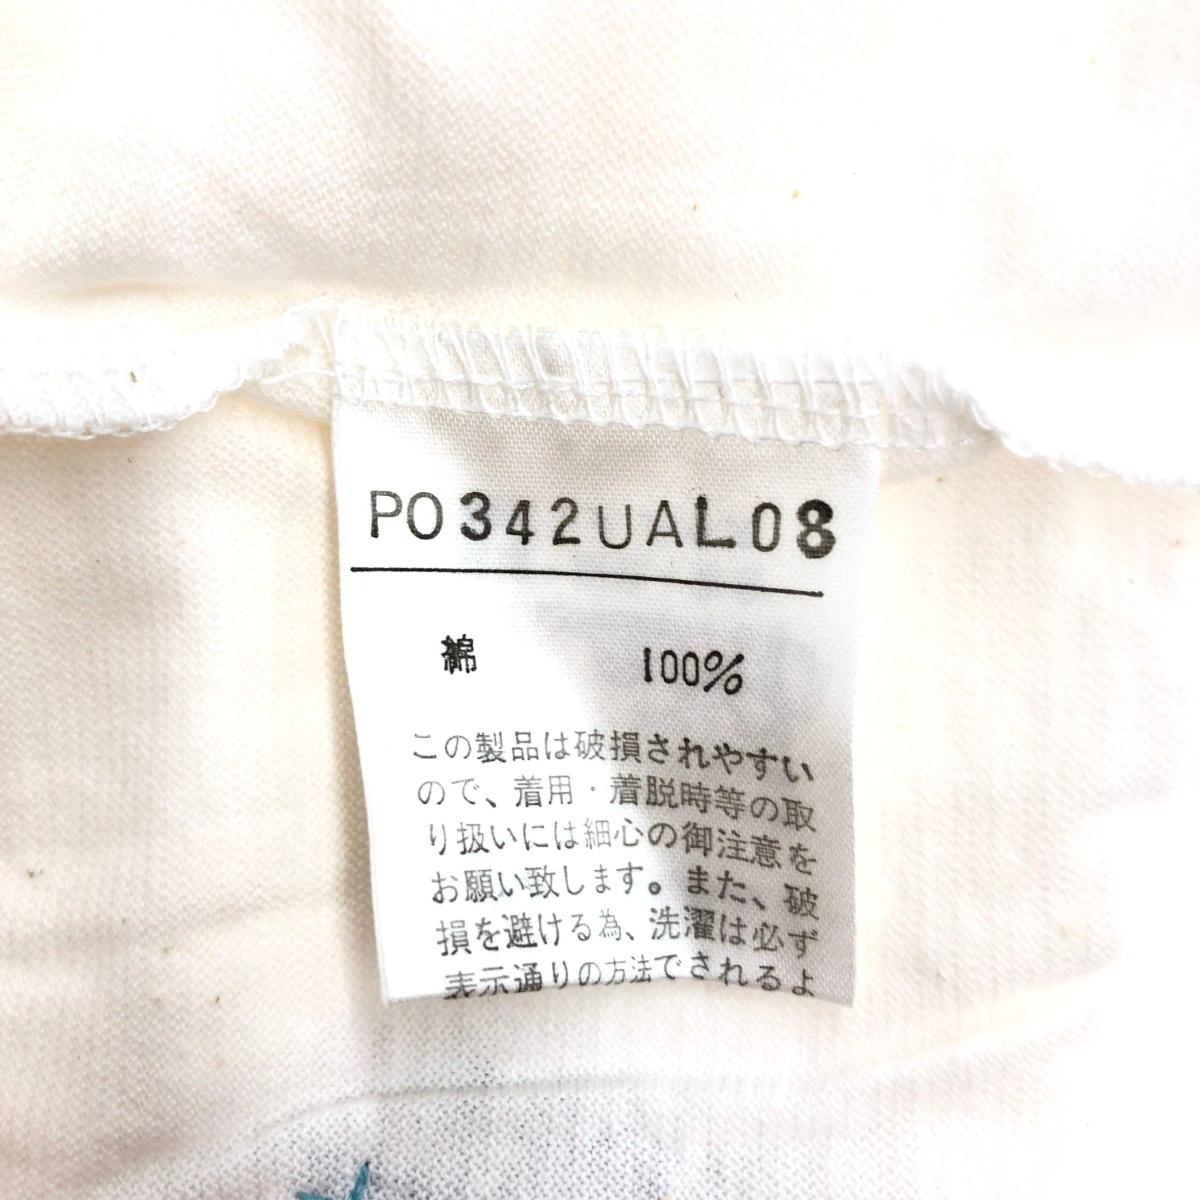 PO342UAL08
綿 100%
この製品は破損されやすい
ので、着用・着脱時等の取
り扱いには細心の御注意を
お願い致します。また、破
損を避ける為、洗濯は必ず
表示通りの方法でされるよ